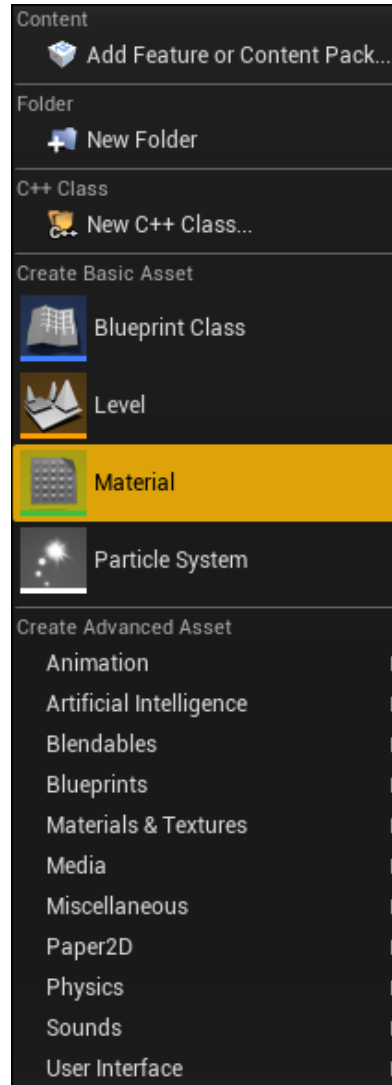 Content
Add Feature or Content Pack...
Folder
New Folder
C++ Class
C++
New C++ Class...
Create Basic Asset
Blueprint Class
Level
Material
Particle System
Create Advanced Asset
Animation
Artificial Intelligence
Blendables
Blueprints
Materials & Textures
Media
Miscellaneous
Paper2D
Physics
Sounds
User Interface